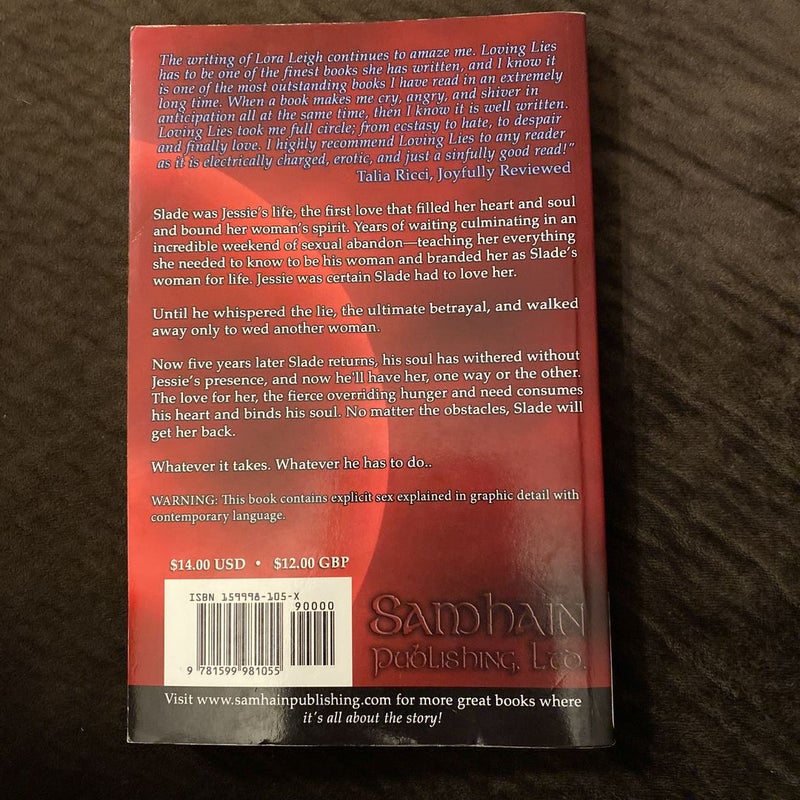 The writing of Lora Leigh continues to amaze me. Loving Lies
has to be one of the finest books she has written, and I know it
is one of the most outstanding books I have read in an extremely
long time. When a book makes me cry, angry, and shiver in
anticipation all at the same time, then I know it is well written.
Loving Lies took me full circle; from ecstasy to hate, to despair
and finally love. I highly recommend Loving Lies to any reader
as it is electrically charged, erotic, and just a sinfully good read!"
Talia Ricci, Joyfully Reviewed
Slade was Jessie's life, the first love that filled her heart and soul
and bound her woman's spirit. Years of waiting culminating in an
incredible weekend of sexual abandon—teaching her everything
she needed to know to be his woman and branded her as Slade's
woman for life. Jessie was certain Slade had to love her.
Until he whispered the lie, the ultimate betrayal, and walked
away only to wed another woman.
Now five years later Slade returns, his soul has withered without
Jessie's presence, and now he'll have her, one way or the other.
The love for her, the fierce overriding hunger and need consumes
his heart and binds his soul. No matter the obstacles, Slade will
get her back.
Whatever it takes. Whatever he has to do..
WARNING: This book contains explicit sex explained in graphic detail with
contemporary language.
$14.00 USD • $12.00 GBP
ISBN 159998-105-X
90000
9 781599 981055
Samhain
Publishing, Ltd.
Visit www.samhainpublishing.com for more great books where
it's all about the story!